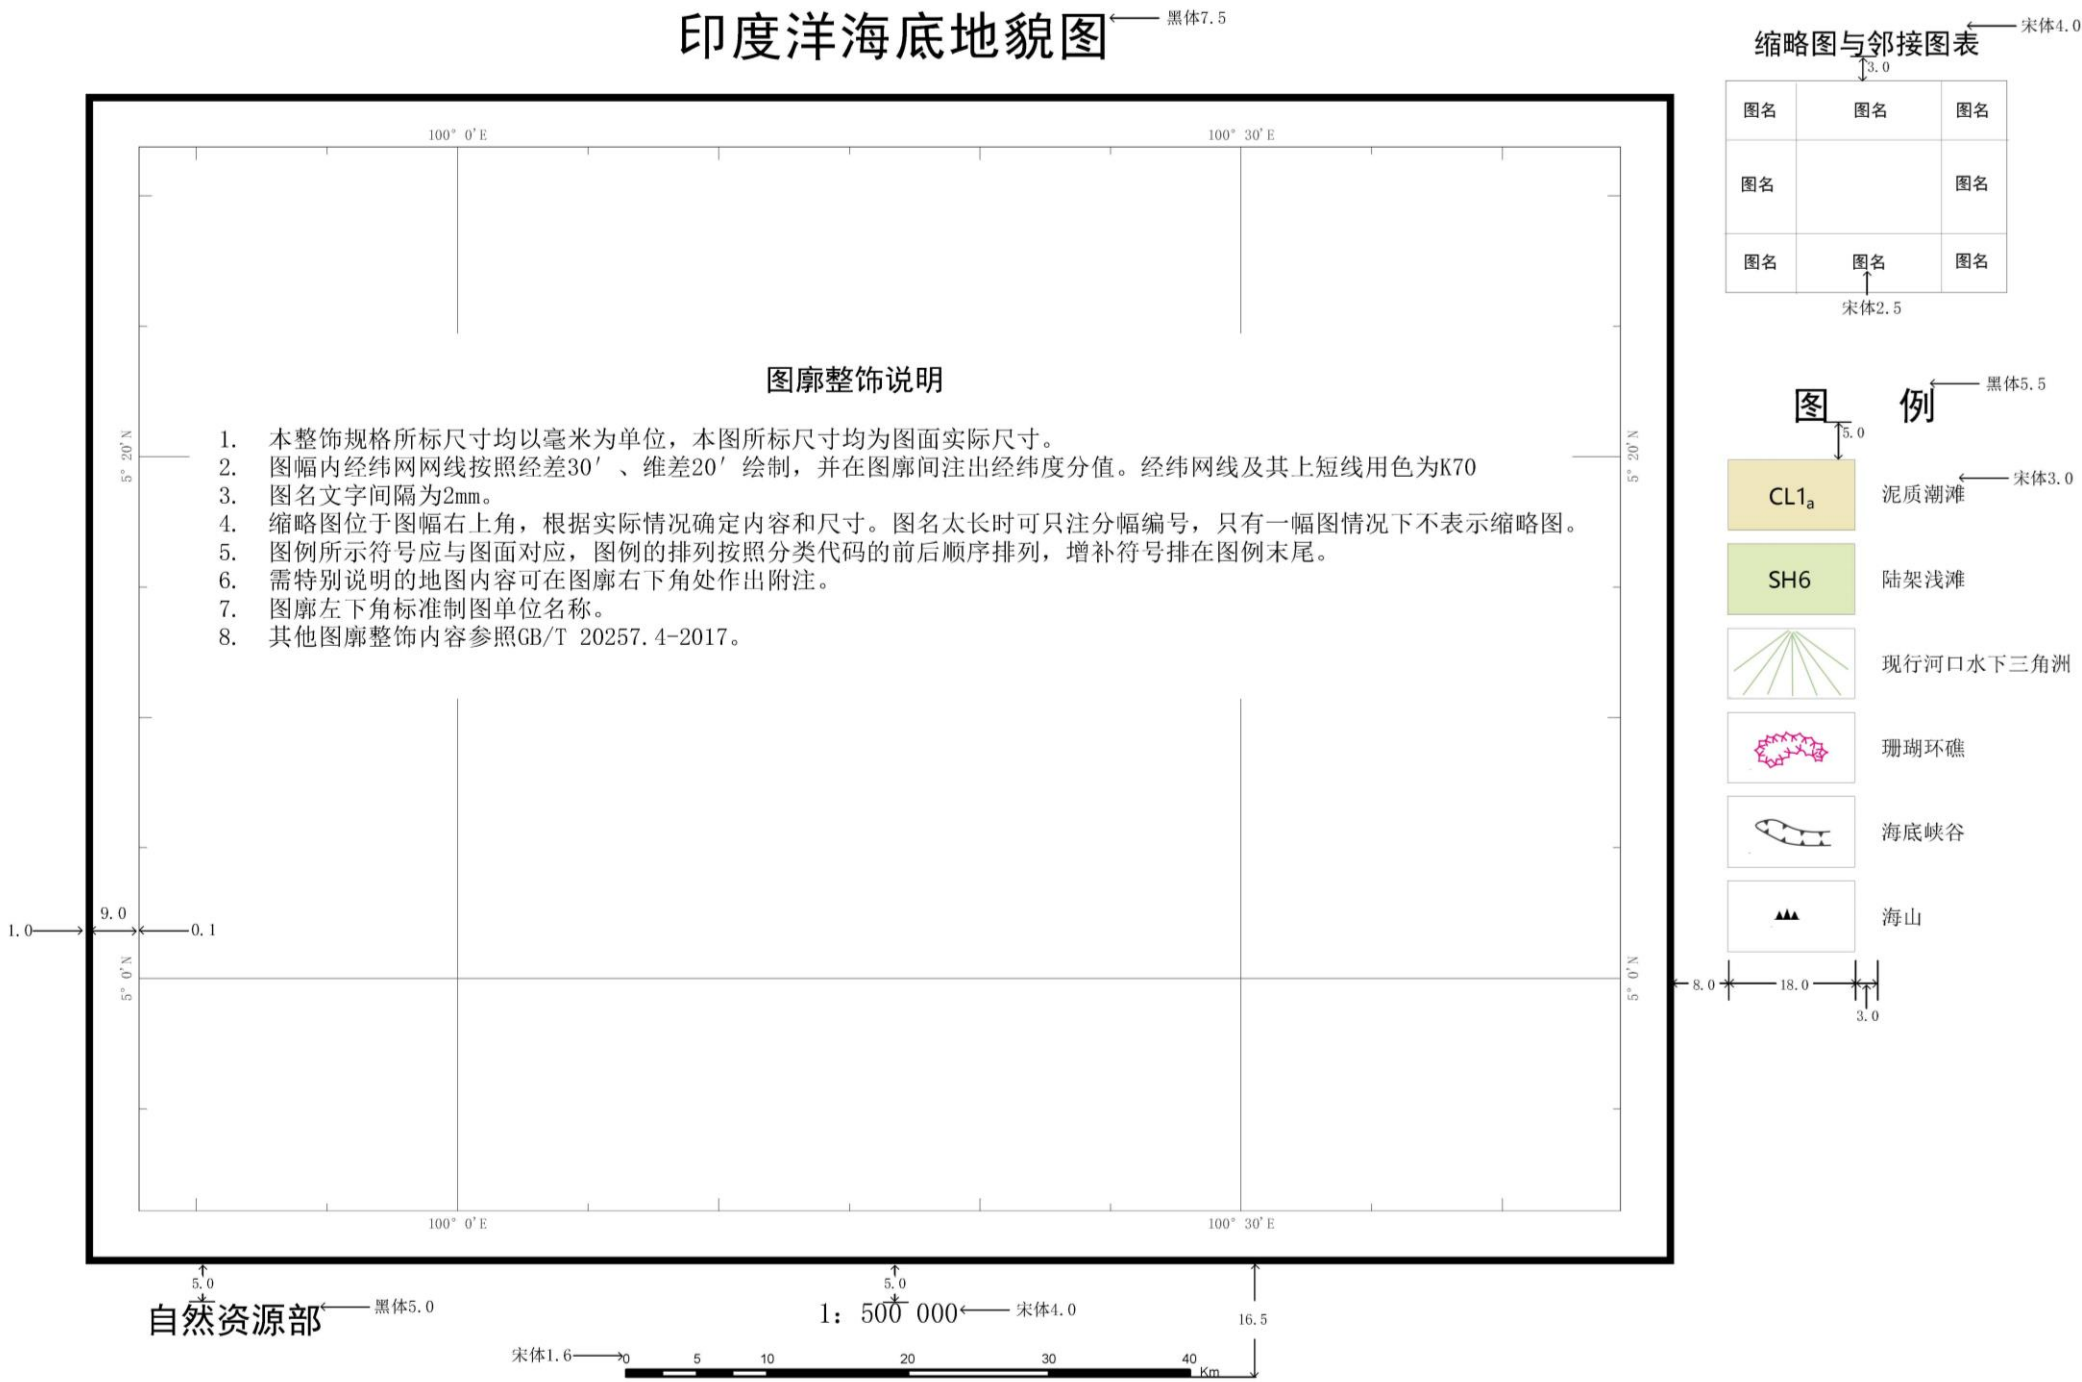 印度洋海底地貌图
黑体7.5
缩略图与邻接图表
宋体4.0
3.0
图名 图名 图名
图名 图名
图名 图名 图名
宋体2.5
100° 0'E 100° 30'E
图廓整饰说明
1. 本整饰规格所标尺寸均以毫米为单位，本图所标尺寸均为图面实际尺寸。
2. 图幅内经纬网网线按照经差30′、维差20′绘制，并在图廓间注出经纬度分值。经纬网线及其上短线用色为K70
3. 图名文字间隔为2mm。
4. 缩略图位于图幅右上角，根据实际情况确定内容和尺寸。图名太长时可只注分幅编号，只有一幅图情况下不表示缩略图。
5. 图例所示符号应与图面对应，图例的排列按照分类代码的前后顺序排列，增补符号排在图例末尾。
6. 需特别说明的地图内容可在图廓右下角处作出附注。
7. 图廓左下角标准制图单位名称。
8. 其他图廓整饰内容参照GB/T 20257.4-2017。
5° 20'N
5° 20'N
5° 0'N
5° 0'N
1.0
9.0
0.1
100° 0'E 100° 30'E
图 例
黑体5.5
5.0
CL1a 泥质潮滩
宋体3.0
SH6 陆架浅滩
现行河口水下三角洲
珊瑚环礁
海底峡谷
海山
8.0 18.0
3.0
5.0
自然资源部
黑体5.0
5.0
1: 500 000
宋体4.0
16.5
宋体1.6
0 5 10 20 30 40
Km